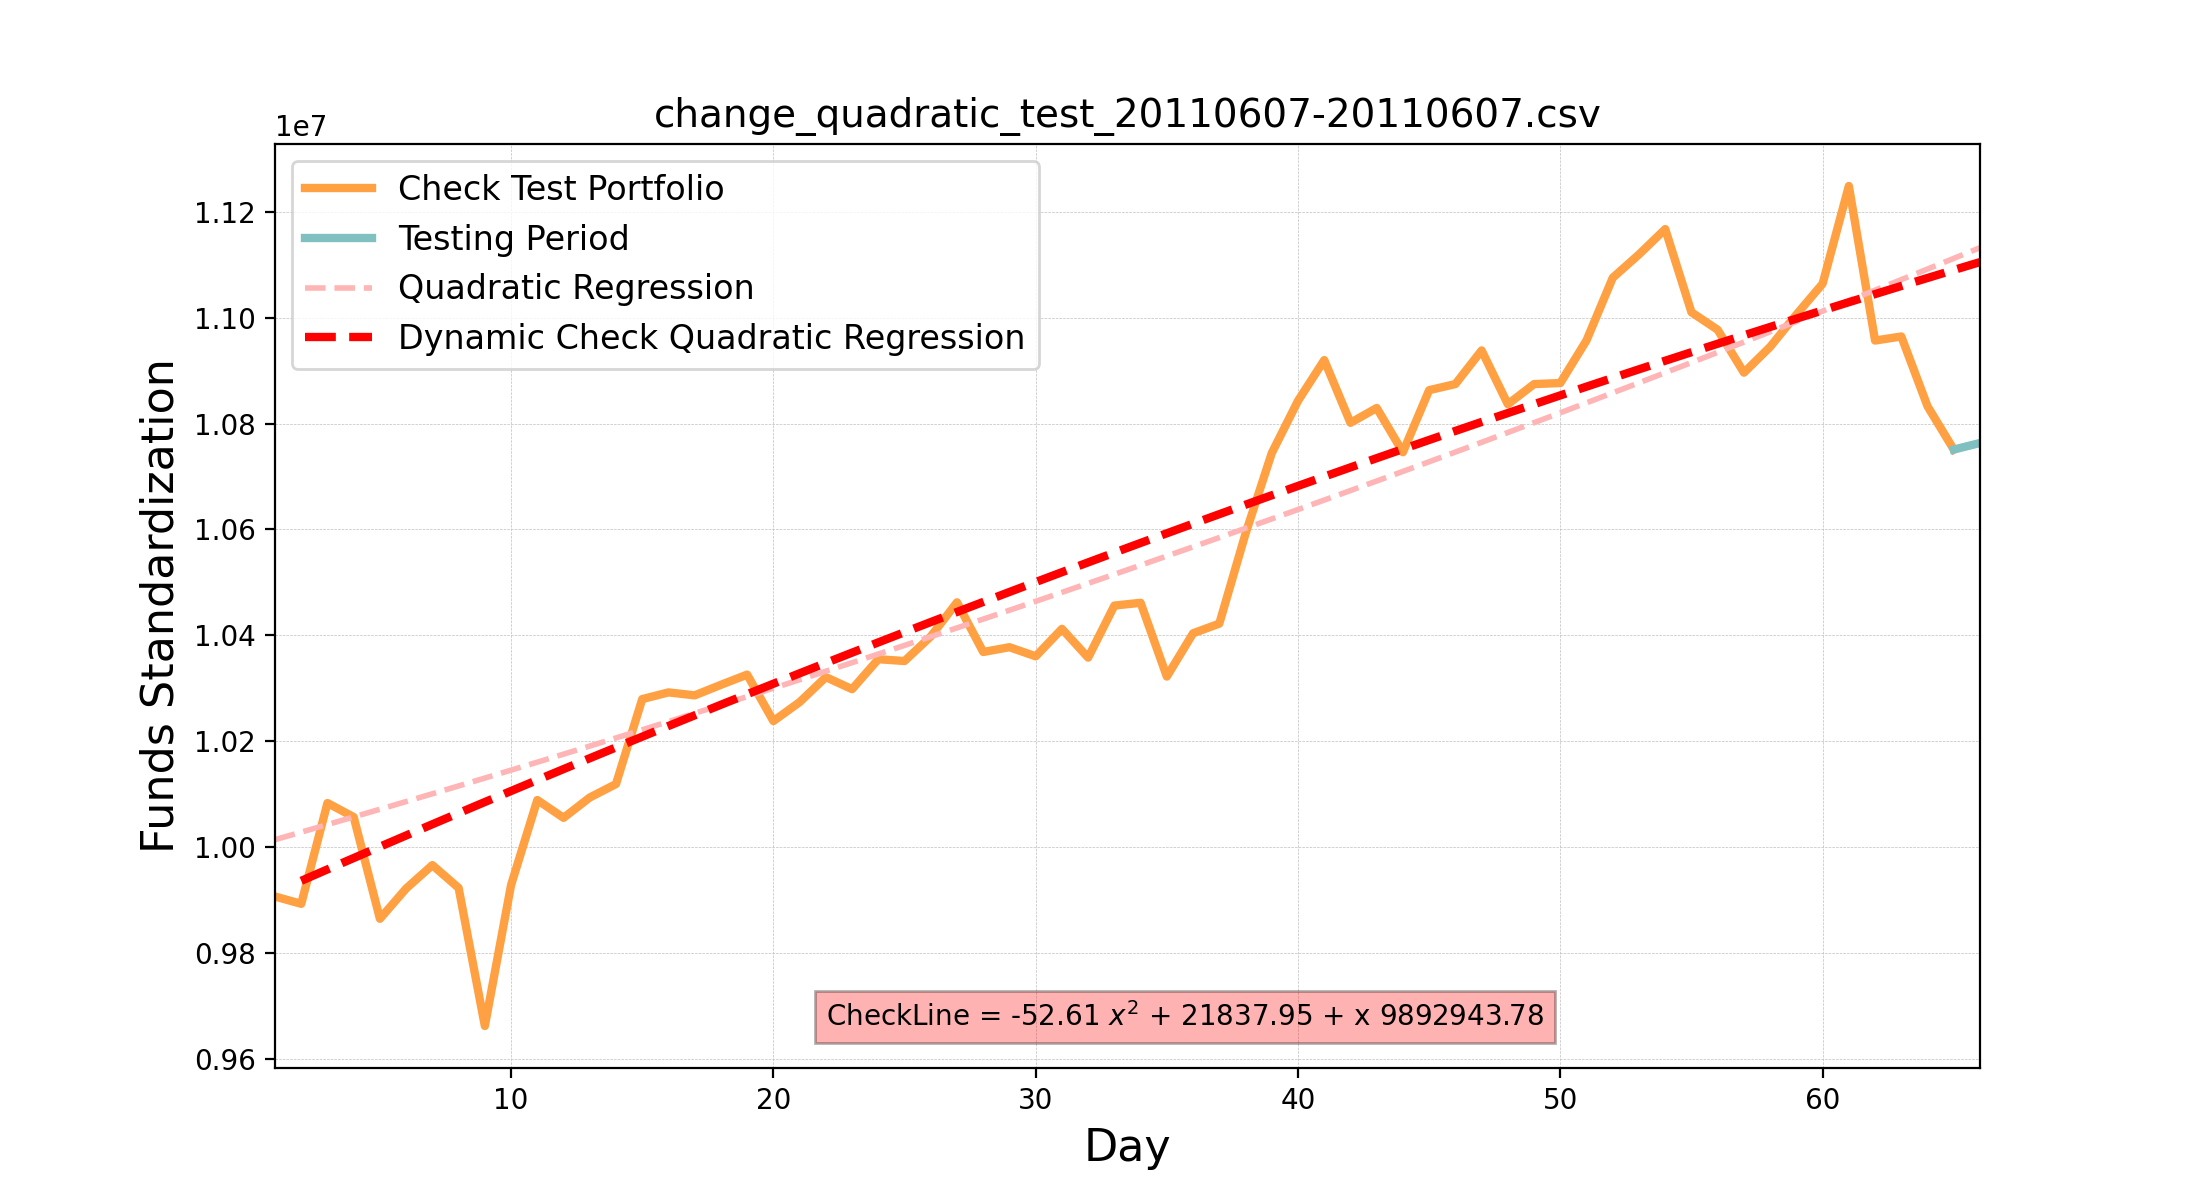 change_quadratic_test_20110607-20110607.csv
1e7
Check Test Portfolio
Testing Period
Quadratic Regression
Dynamic Check Quadratic Regression
1.12
1.10
1.08
1.06
1.04
1.02
1.00
0.98
0.96
Funds Standardization
CheckLine = -52.61 x² + 21837.95 + x 9892943.78
10 20 30 40 50 60
Day